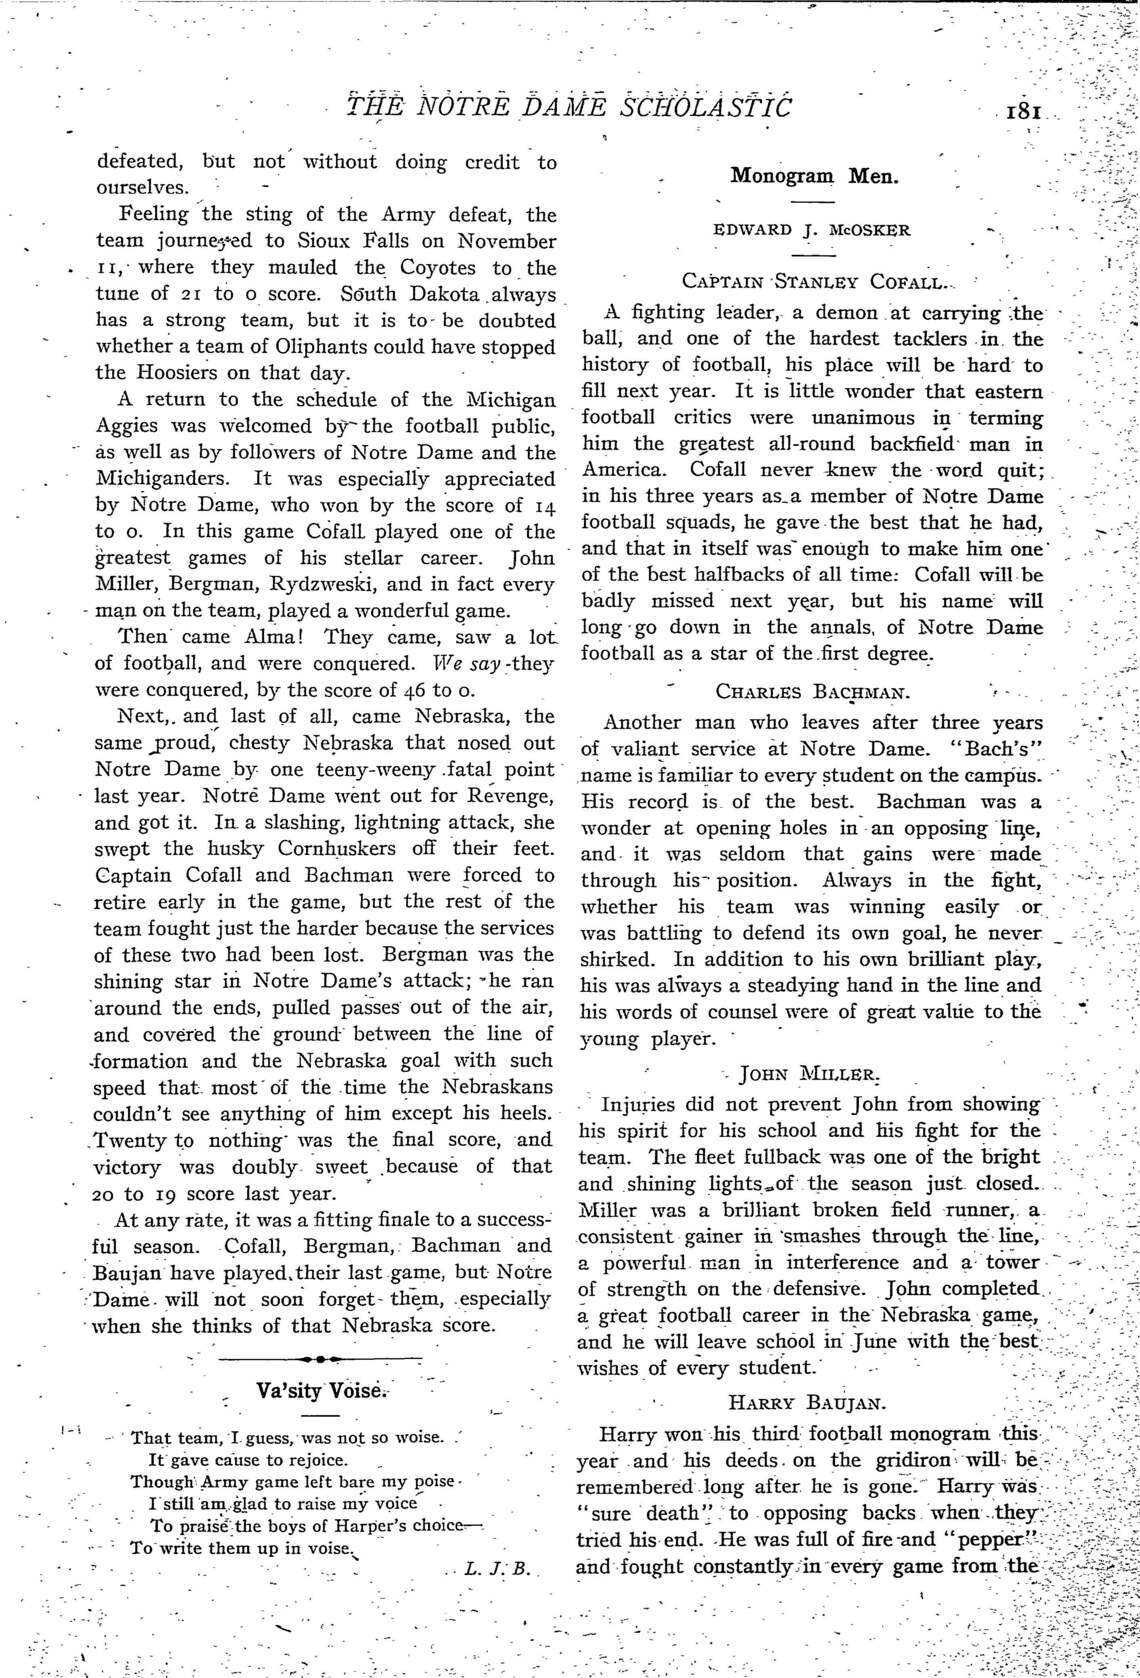 THE NOTRE DAME SCHOLASTIC
181
defeated, but not without doing credit to
ourselves.
Feeling the sting of the Army defeat, the
team journeyed to Sioux Falls on November
11, where they mauled the Coyotes to the
tune of 21 to 0 score. South Dakota always
has a strong team, but it is to be doubted
whether a team of Oliphants could have stopped
the Hoosiers on that day.
A return to the schedule of the Michigan
Aggies was welcomed by the football public,
as well as by followers of Notre Dame and the
Michiganders. It was especially appreciated
by Notre Dame, who won by the score of 14
to 0. In this game Cofall played one of the
greatest games of his stellar career. John
Miller, Bergman, Rydzweski, and in fact every
man on the team, played a wonderful game.
Then came Alma! They came, saw a lot
of football, and were conquered. We say they
were conquered, by the score of 46 to 0.
Next, and last of all, came Nebraska, the
same proud, chesty Nebraska that nosed out
Notre Dame by one teeny-weeny fatal point
last year. Notre Dame went out for Revenge,
and got it. In a slashing, lightning attack, she
swept the husky Cornhuskers off their feet.
Captain Cofall and Bachman were forced to
retire early in the game, but the rest of the
team fought just the harder because the services
of these two had been lost. Bergman was the
shining star in Notre Dame's attack; he ran
around the ends, pulled passes out of the air,
and covered the ground between the line of
formation and the Nebraska goal with such
speed that most of the time the Nebraskans
couldn't see anything of him except his heels.
Twenty to nothing was the final score, and
victory was doubly sweet because of that
20 to 19 score last year.
At any rate, it was a fitting finale to a success-
ful season. Cofall, Bergman, Bachman and
Baujan have played their last game, but Notre
Dame will not soon forget them, especially
when she thinks of that Nebraska score.
Va'sity Voise.
That team, I guess, was not so woise.
It gave cause to rejoice.
Though Army game left bare my poise
I still am glad to raise my voice
To praise the boys of Harper's choice—
To write them up in voise.
L. J. B.
Monogram Men.
EDWARD J. McOSKER
CAPTAIN STANLEY COFALL.
A fighting leader, a demon at carrying the
ball, and one of the hardest tacklers in the
history of football, his place will be hard to
fill next year. It is little wonder that eastern
football critics were unanimous in terming
him the greatest all-round backfield man in
America. Cofall never knew the word quit;
in his three years as a member of Notre Dame
football squads, he gave the best that he had,
and that in itself was enough to make him one
of the best halfbacks of all time: Cofall will be
badly missed next year, but his name will
long go down in the annals, of Notre Dame
football as a star of the first degree.
CHARLES BACHMAN.
Another man who leaves after three years
of valiant service at Notre Dame. "Bach's"
name is familiar to every student on the campus.
His record is of the best. Bachman was a
wonder at opening holes in an opposing line,
and it was seldom that gains were made
through his position. Always in the fight,
whether his team was winning easily or
was battling to defend its own goal, he never
shirked. In addition to his own brilliant play,
his was always a steadying hand in the line and
his words of counsel were of great value to the
young player.
JOHN MILLER.
Injuries did not prevent John from showing
his spirit for his school and his fight for the
team. The fleet fullback was one of the bright
and shining lights of the season just closed.
Miller was a brilliant broken field runner, a
consistent gainer in smashes through the line,
a powerful man in interference and a tower
of strength on the defensive. John completed
a great football career in the Nebraska game,
and he will leave school in June with the best
wishes of every student.
HARRY BAUJAN.
Harry won his third football monogram this
year and his deeds on the gridiron will be
remembered long after he is gone. Harry was
"sure death" to opposing backs when they
tried his end. He was full of fire and "pepper"
and fought constantly in every game from the